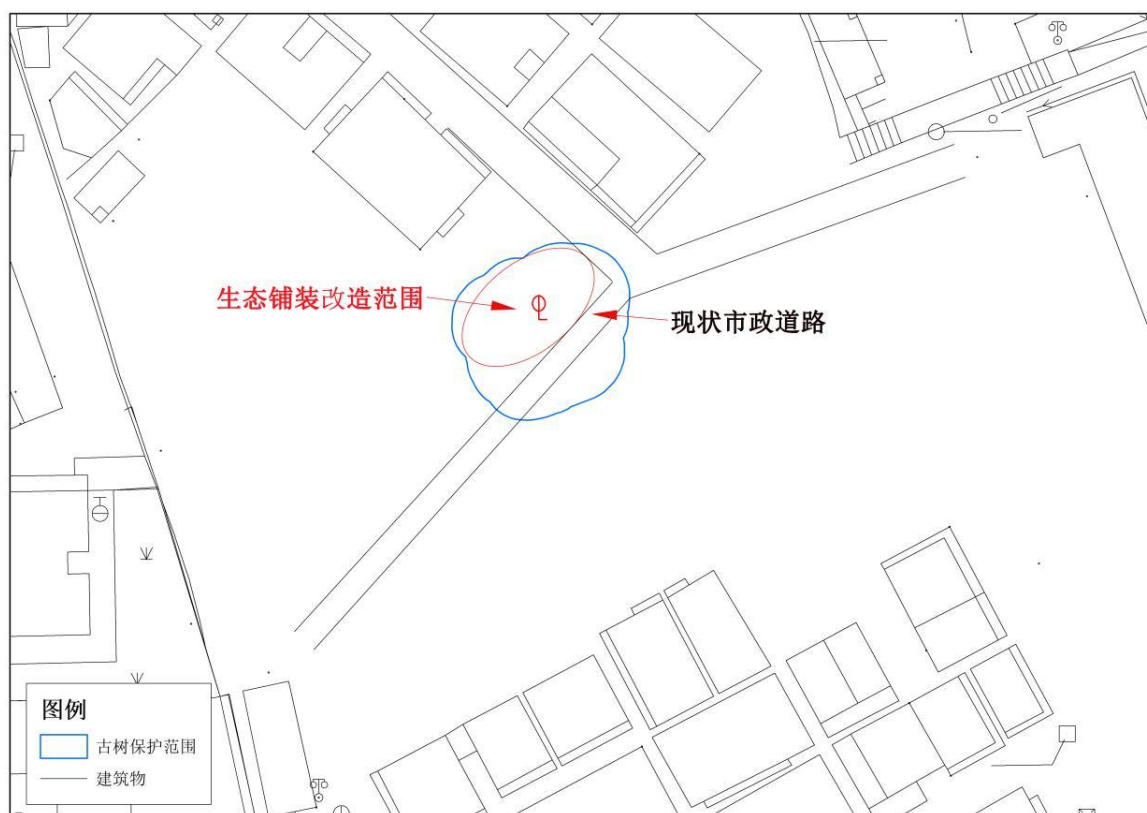 生态铺装改造范围
现状市政道路
图例
古树保护范围
建筑物